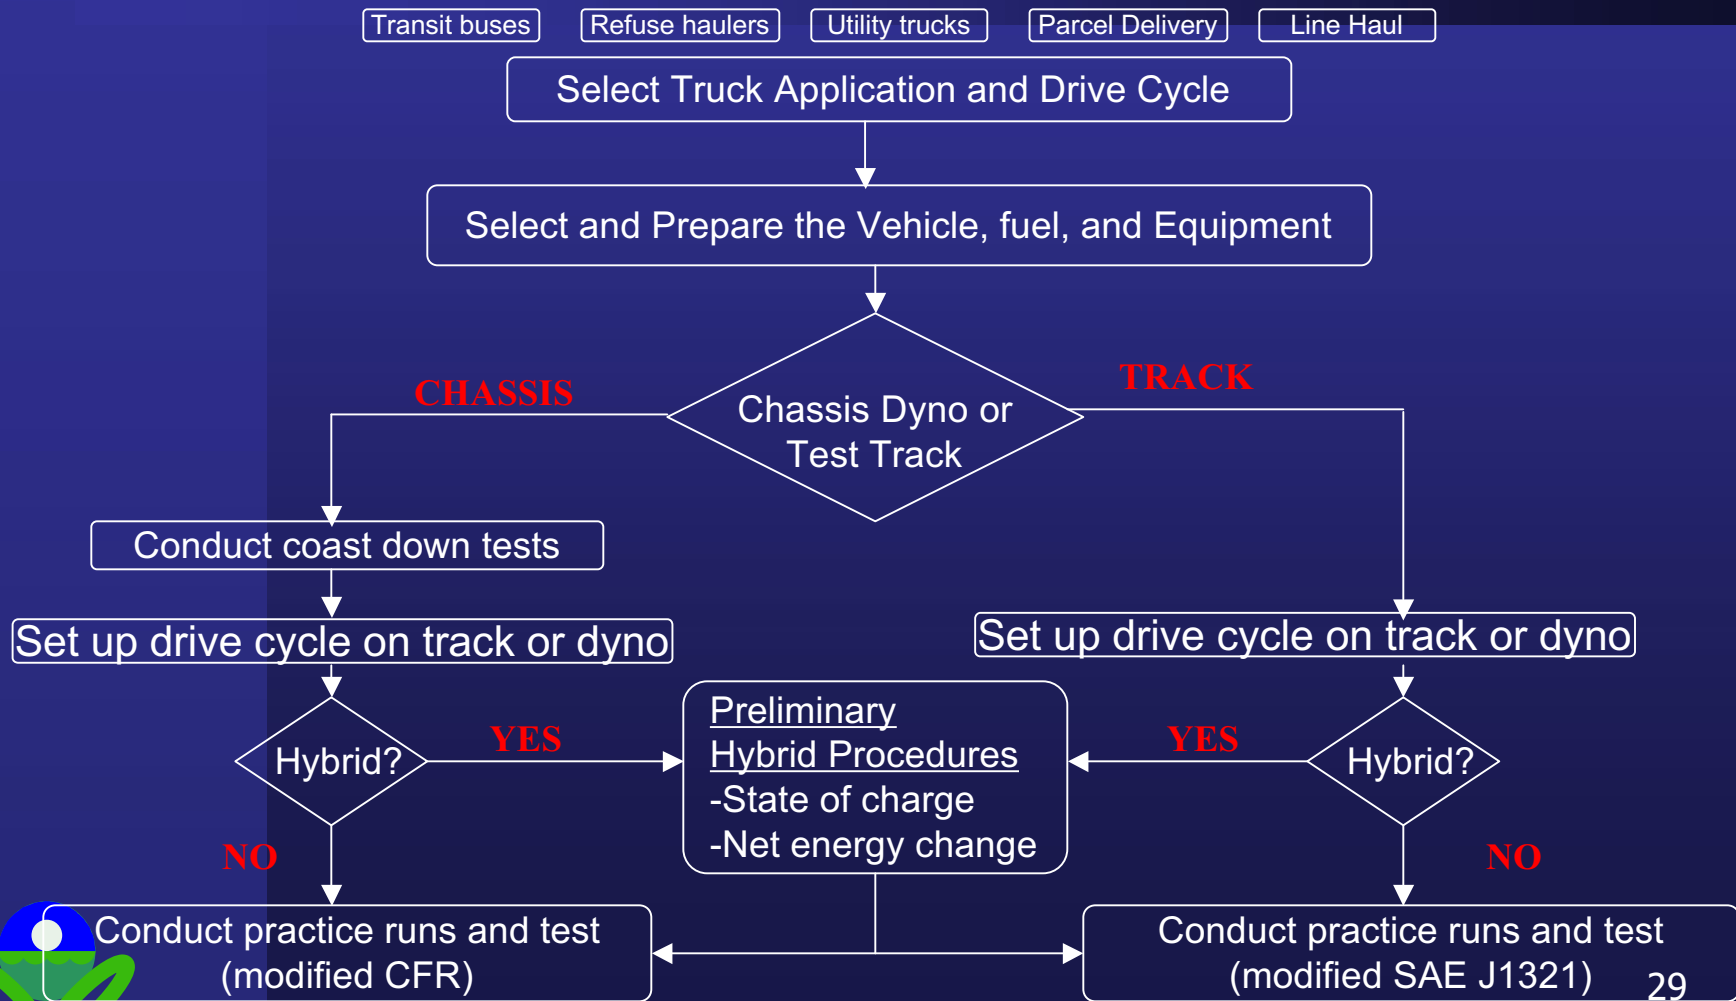 Transit buses
Refuse haulers
Utility trucks
Parcel Delivery
Line Haul
Select Truck Application and Drive Cycle
Select and Prepare the Vehicle, fuel, and Equipment
CHASSIS
TRACK
Chassis Dyno or
Test Track
Conduct coast down tests
Set up drive cycle on track or dyno
Set up drive cycle on track or dyno
Hybrid?
YES
Preliminary
Hybrid Procedures
-State of charge
-Net energy change
YES
Hybrid?
NO
NO
Conduct practice runs and test
(modified CFR)
Conduct practice runs and test
(modified SAE J1321)
29